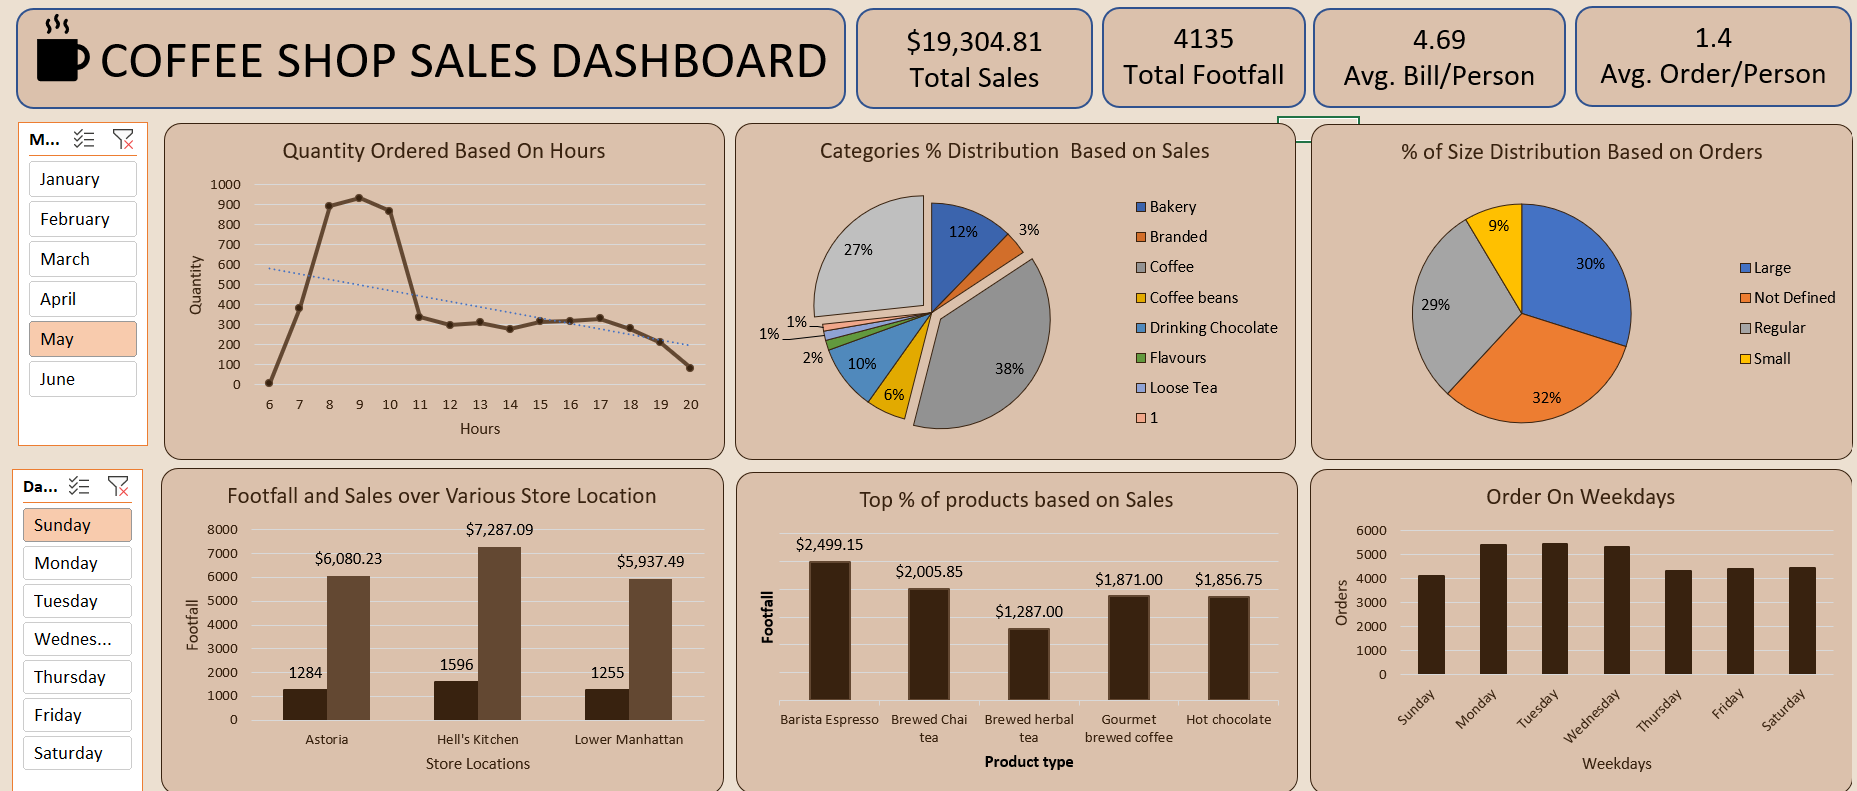 COFFEE SHOP SALES DASHBOARD
$19,304.81
Total Sales
4135
Total Footfall
4.69
Avg. Bill/Person
1.4
Avg. Order/Person
M...
January
February
March
April
May
June
Quantity Ordered Based On Hours
Quantity
1000
900
800
700
600
500
400
300
200
100
0
6 7 8 9 10 11 12 13 14 15 16 17 18 19 20
Hours
Categories % Distribution Based on Sales
12%
3%
38%
6%
10%
2%
1%
1%
27%
Bakery
Branded
Coffee
Coffee beans
Drinking Chocolate
Flavours
Loose Tea
1
% of Size Distribution Based on Orders
30%
32%
29%
9%
Large
Not Defined
Regular
Small
Da...
Sunday
Monday
Tuesday
Wednes...
Thursday
Friday
Saturday
Footfall and Sales over Various Store Location
Footfall
8000
7000
6000
5000
4000
3000
2000
1000
0
1284
$6,080.23
1596
$7,287.09
1255
$5,937.49
Astoria
Hell's Kitchen
Lower Manhattan
Store Locations
Top % of products based on Sales
Footfall
$2,499.15
$2,005.85
$1,287.00
$1,871.00
$1,856.75
Barista Espresso
Brewed Chai
tea
Brewed herbal
tea
Gourmet
brewed coffee
Hot chocolate
Product type
Order On Weekdays
Orders
6000
5000
4000
3000
2000
1000
0
Sunday
Monday
Tuesday
Wednesday
Thursday
Friday
Saturday
Weekdays